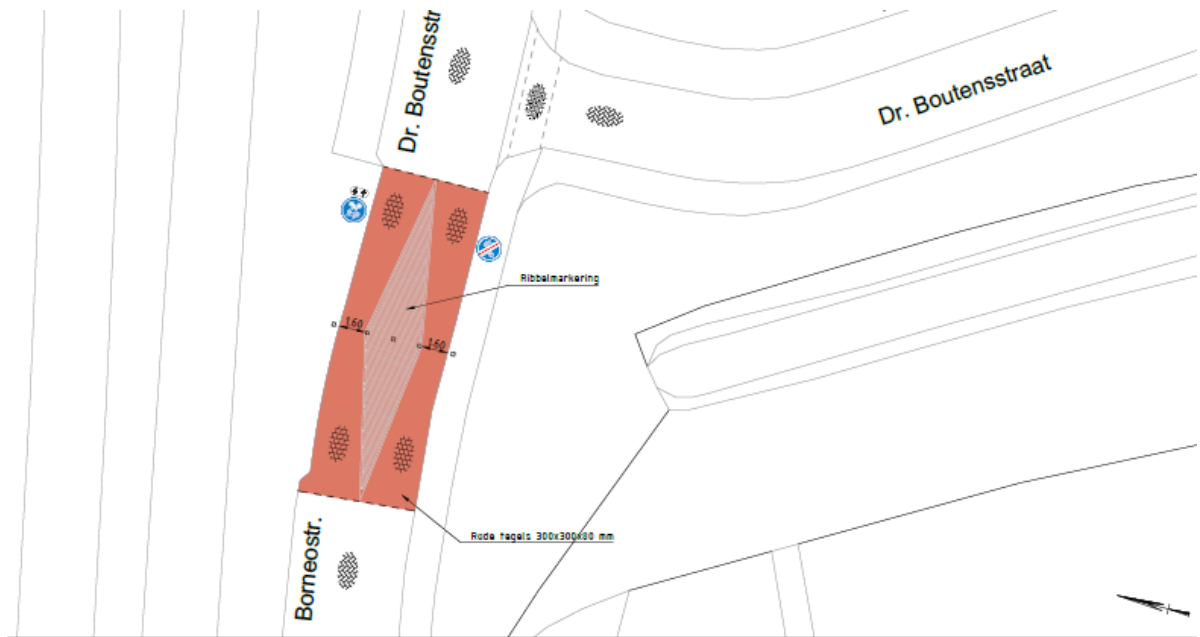 Dr. Boutensstr
Dr. Boutensstraat
Ribbelmarkering
160
160
Rode tegels 300x300x80 mm
Borneostr.